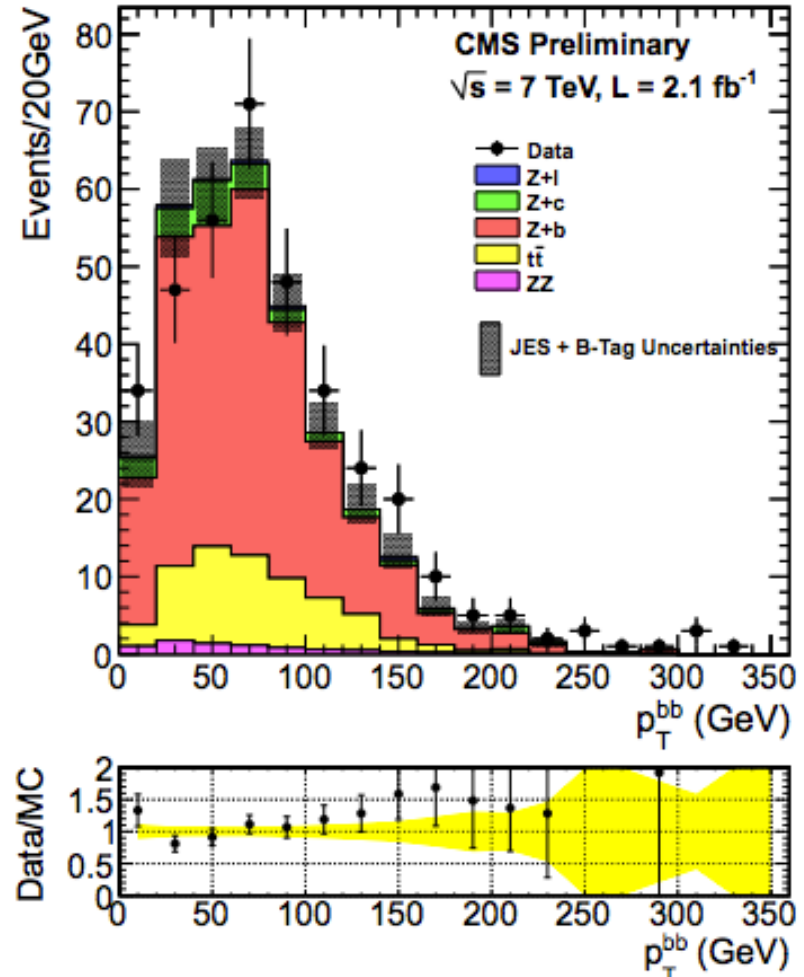 CMS Preliminary
√s = 7 TeV, L = 2.1 fb⁻¹
Data
Z+l
Z+c
Z+b
tt̄
ZZ
JES + B-Tag Uncertainties
Events/20GeV
80
70
60
50
40
30
20
10
0
0 50 100 150 200 250 300 350
p_T^bb (GeV)
Data/MC
2
1.5
1
0.5
0
0 50 100 150 200 250 300 350
p_T^bb (GeV)